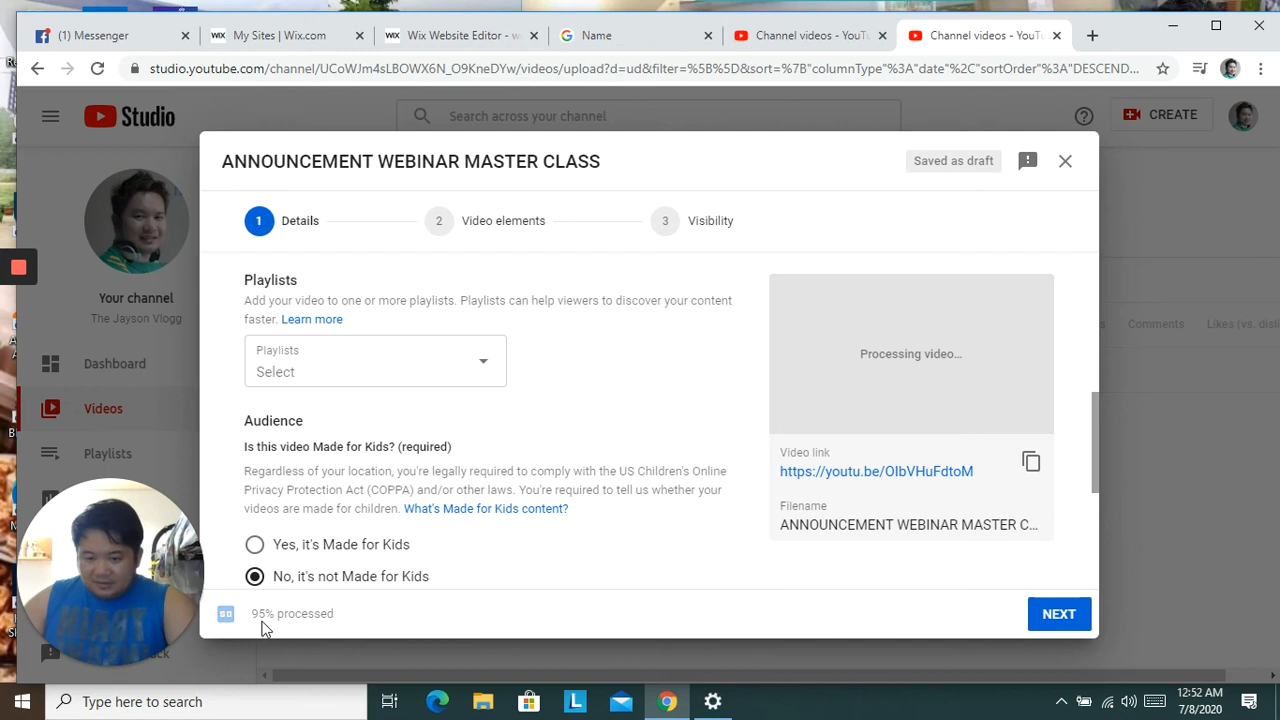 (1) Messenger
My Sites | Wix.com
Wix Website Editor - w
Name
Channel videos - YouTu
Channel videos - YouTu
studio.youtube.com/channel/UCoWJm4sLBOWX6N_O9KneDYw/videos/upload?d=ud&filter=%5B%5D&sort=%7B"columnType"%3A"date"%2C"sortOrder"%3A"DESCEND...
Studio
Search across your channel
CREATE
ANNOUNCEMENT WEBINAR MASTER CLASS
Saved as draft
1 Details
2 Video elements
3 Visibility
Your channel
The Jayson Vlogg
Dashboard
Videos
Playlists
Playlists
Add your video to one or more playlists. Playlists can help viewers to discover your content
faster. Learn more
Playlists
Select
Audience
Is this video Made for Kids? (required)
Regardless of your location, you're legally required to comply with the US Children's Online
Privacy Protection Act (COPPA) and/or other laws. You're required to tell us whether your
videos are made for children. What's Made for Kids content?
Yes, it's Made for Kids
No, it's not Made for Kids
Processing video...
Video link
https://youtu.be/OIbVHuFdtoM
Filename
ANNOUNCEMENT WEBINAR MASTER C...
Comments
Likes (vs. disli
SD 95% processed
NEXT
Type here to search
12:52 AM
7/8/2020